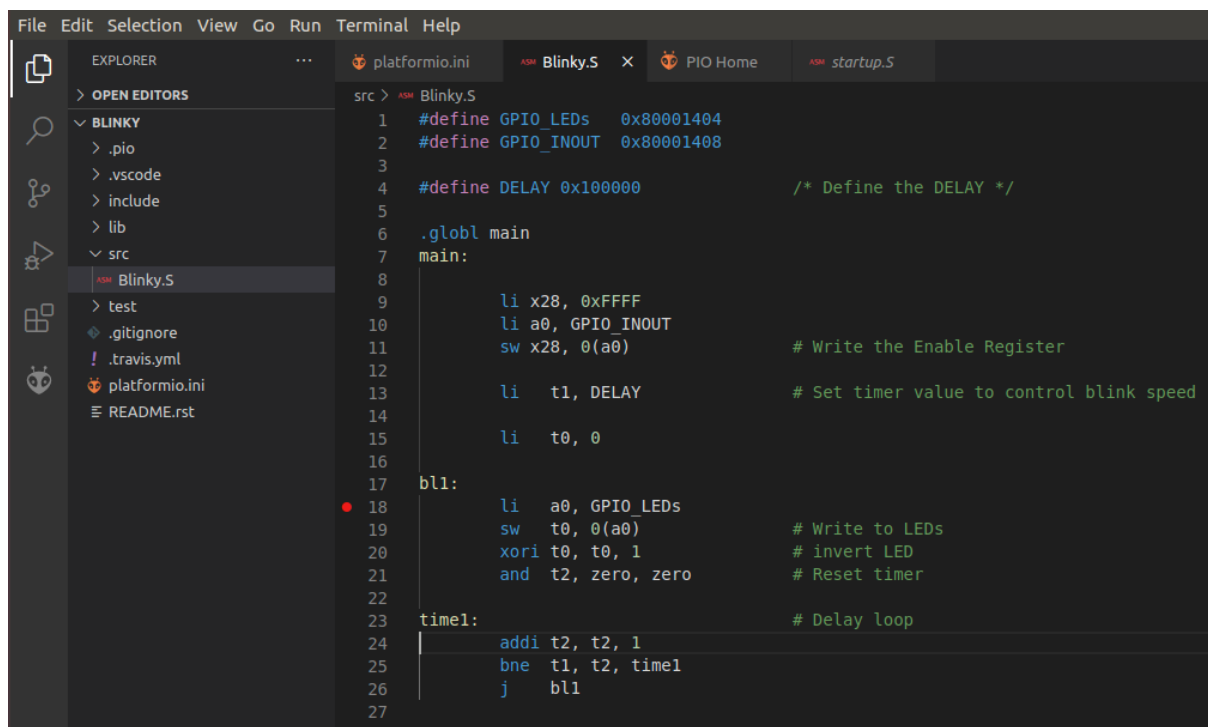 File Edit Selection View Go Run Terminal Help
EXPLORER ...
> OPEN EDITORS
BLINKY
> .pio
> .vscode
> include
> lib
src
ASM Blinky.S
> test
.gitignore
! .travis.yml
platformio.ini
README.rst
platformio.ini ASM Blinky.S × PIO Home ASM startup.S
src > ASM Blinky.S
1 #define GPIO_LEDs 0x80001404
2 #define GPIO_INOUT 0x80001408
3
4 #define DELAY 0x100000 /* Define the DELAY */
5
6 .globl main
7 main:
8
9 li x28, 0xFFFF
10 li a0, GPIO_INOUT
11 sw x28, 0(a0) # Write the Enable Register
12
13 li t1, DELAY # Set timer value to control blink speed
14
15 li t0, 0
16
17 bl1:
18 li a0, GPIO_LEDs
19 sw t0, 0(a0) # Write to LEDs
20 xori t0, t0, 1 # invert LED
21 and t2, zero, zero # Reset timer
22
23 time1: # Delay loop
24 addi t2, t2, 1
25 bne t1, t2, time1
26 j bl1
27